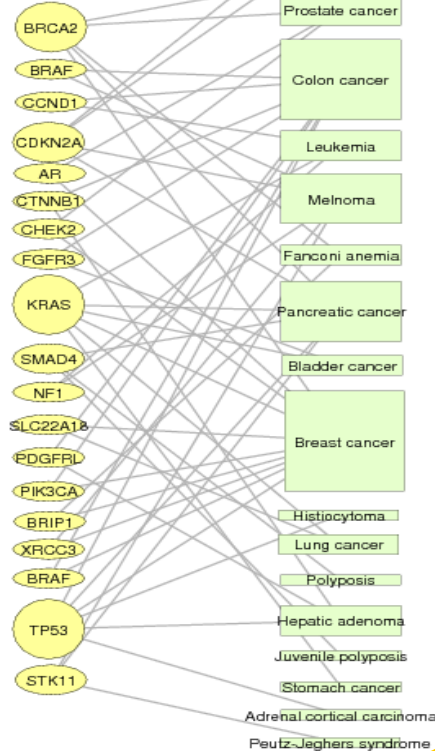 BRCA2
BRAF
CCND1
CDKN2A
AR
CTNNB1
CHEK2
FGFR3
KRAS
SMAD4
NF1
SLC22A18
PDGFRL
PIK3CA
BRIP1
XRCC3
BRAF
TP53
STK11
Prostate cancer
Colon cancer
Leukemia
Melnoma
Fanconi anemia
Pancreatic cancer
Bladder cancer
Breast cancer
Histiocytoma
Lung cancer
Polyposis
Hepatic adenoma
Juvenile polyposis
Stomach cancer
Adrenal cortical carcinoma
Peutz-Jeghers syndrome